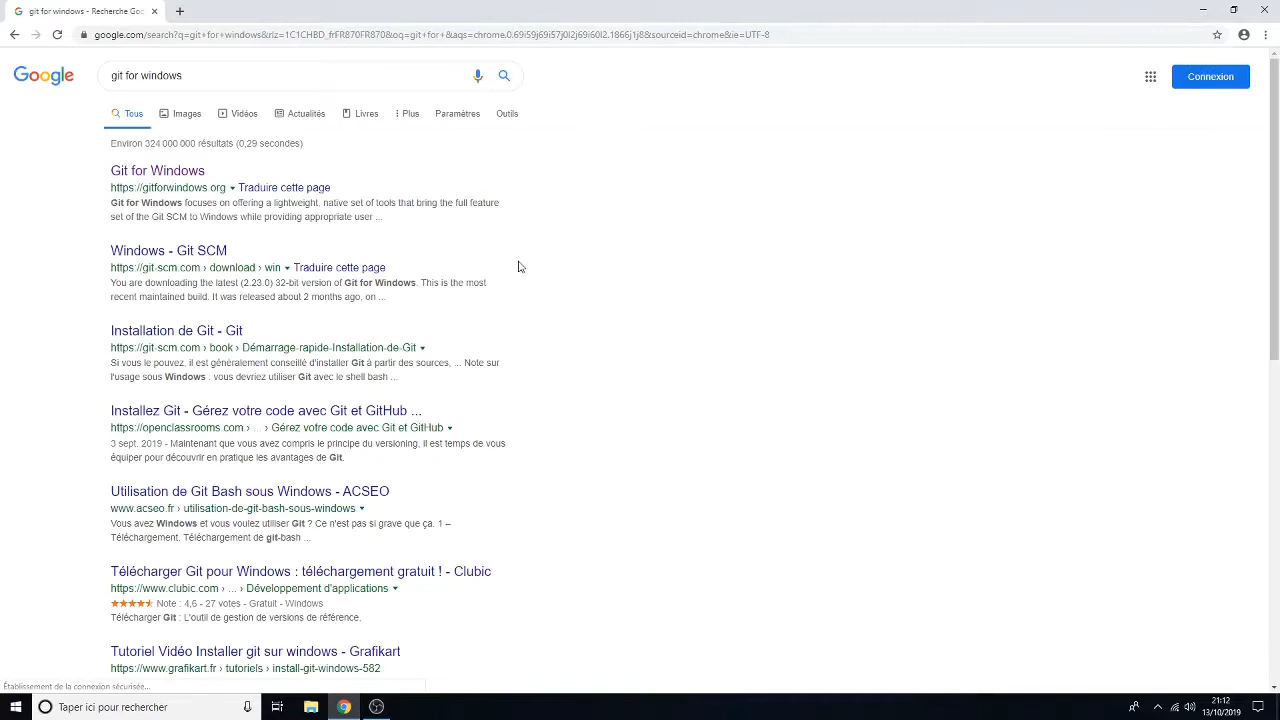 git for windows - Recherche Goo
google.com/search?q=git+for+windows&rlz=1C1CHBD_frFR870FR870&oq=git+for+&aqs=chrome.0.69i59j69i57j0l2j69i60l2.1866j1j8&sourceid=chrome&ie=UTF-8
Google
git for windows
Connexion
Tous Images Vidéos Actualités Livres Plus Paramètres Outils
Environ 324 000 000 résultats (0,29 secondes)
Git for Windows
https://gitforwindows.org Traduire cette page
Git for Windows focuses on offering a lightweight, native set of tools that bring the full feature
set of the Git SCM to Windows while providing appropriate user ...
Windows - Git SCM
https://git-scm.com › download › win Traduire cette page
You are downloading the latest (2.23.0) 32-bit version of Git for Windows. This is the most
recent maintained build. It was released about 2 months ago, on ...
Installation de Git - Git
https://git-scm.com › book › Démarrage-rapide-Installation-de-Git
Si vous le pouvez, il est généralement conseillé d'installer Git à partir des sources, ... Note sur
l'usage sous Windows : vous devriez utiliser Git avec le shell bash ...
Installez Git - Gérez votre code avec Git et GitHub ...
https://openclassrooms.com › ... › Gérez votre code avec Git et GitHub
3 sept. 2019 - Maintenant que vous avez compris le principe du versioning, il est temps de vous
équiper pour découvrir en pratique les avantages de Git.
Utilisation de Git Bash sous Windows - ACSEO
www.acseo.fr › utilisation-de-git-bash-sous-windows
Vous avez Windows et vous voulez utiliser Git ? Ce n'est pas si grave que ça. 1 –
Téléchargement. Téléchargement de git-bash ...
Télécharger Git pour Windows : téléchargement gratuit ! - Clubic
https://www.clubic.com › ... › Développement d'applications
Note : 4,6 - 27 votes - Gratuit - Windows
Télécharger Git : L'outil de gestion de versions de référence.
Tutoriel Vidéo Installer git sur windows - Grafikart
https://www.grafikart.fr › tutoriels › install-git-windows-582
Établissement de la connexion sécurisée...
Taper ici pour rechercher
21:12
13/10/2019